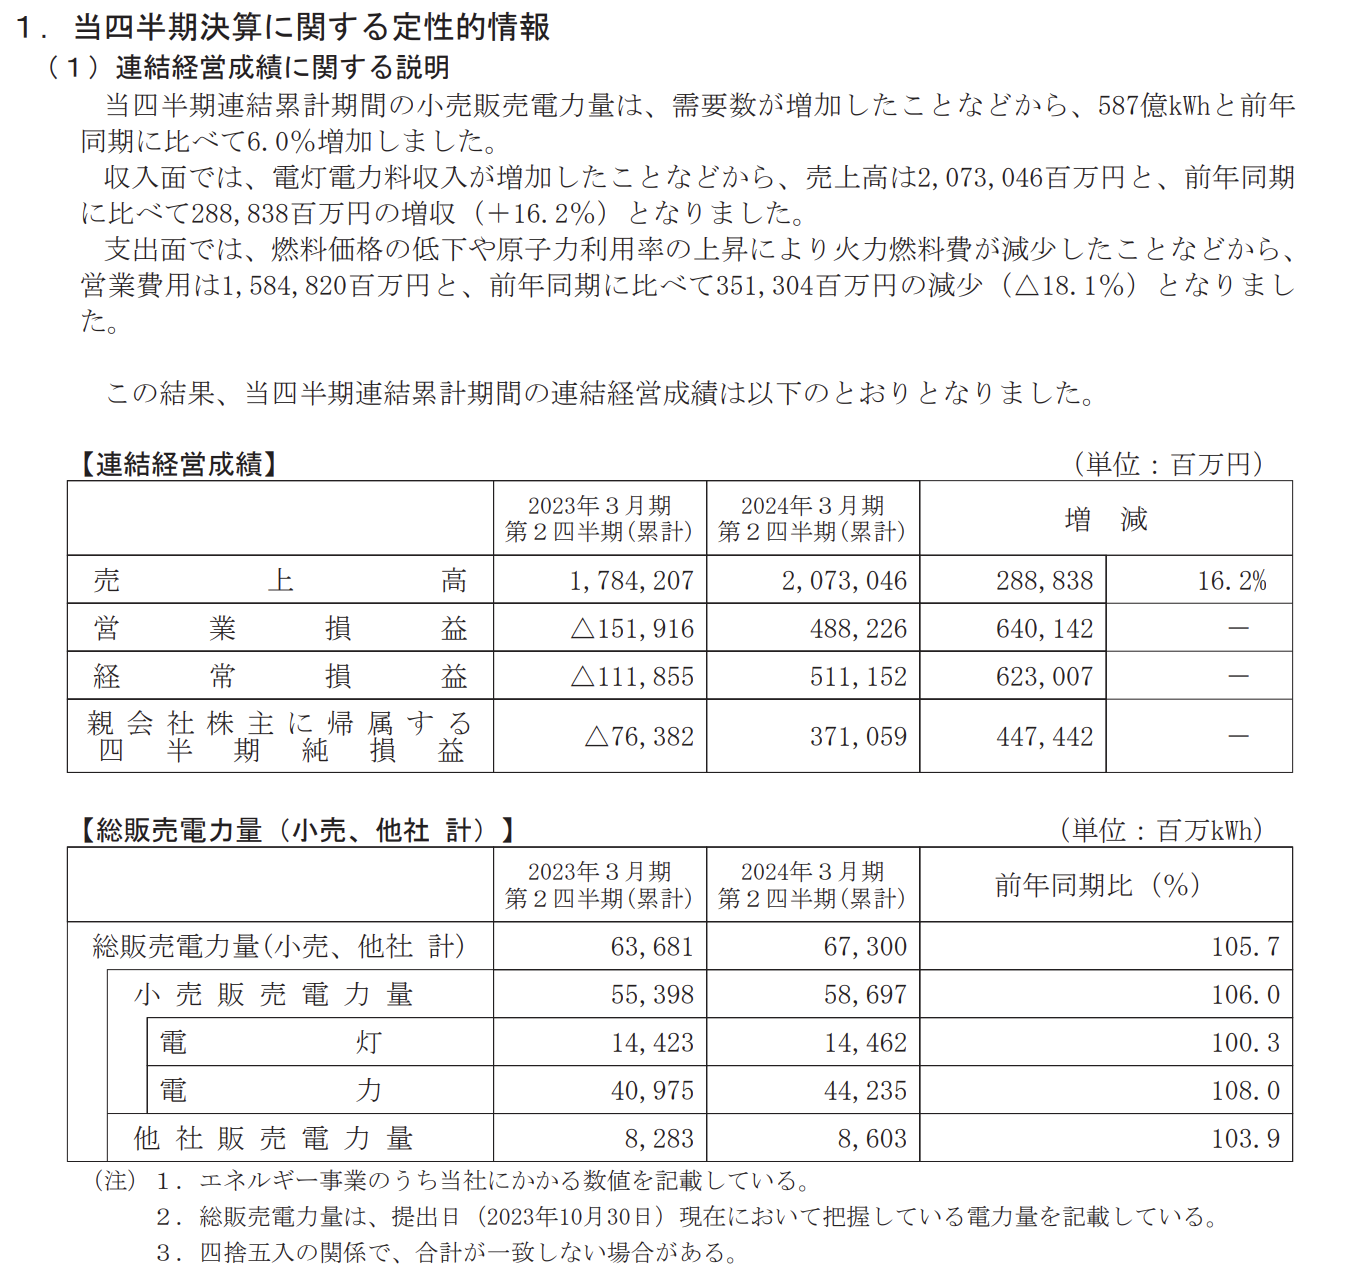 １．当四半期決算に関する定性的情報
（１）連結経営成績に関する説明
当四半期連結累計期間の小売販売電力量は、需要数が増加したことなどから、587億kWhと前年
同期に比べて6.0％増加しました。
収入面では、電灯電力料収入が増加したことなどから、売上高は2,073,046百万円と、前年同期
に比べて288,838百万円の増収（＋16.2％）となりました。
支出面では、燃料価格の低下や原子力利用率の上昇により火力燃料費が減少したことなどから、
営業費用は1,584,820百万円と、前年同期に比べて351,304百万円の減少（△18.1％）となりまし
た。
この結果、当四半期連結累計期間の連結経営成績は以下のとおりとなりました。
【連結経営成績】 （単位：百万円）
2023年３月期 2024年３月期 増 減
第２四半期(累計) 第２四半期(累計)
売上高 1,784,207 2,073,046 288,838 16.2%
営業損益 △151,916 488,226 640,142 －
経常損益 △111,855 511,152 623,007 －
親会社株主に帰属する
四半期純損益 △76,382 371,059 447,442 －
【総販売電力量（小売、他社 計）】 （単位：百万kWh）
2023年３月期 2024年３月期 前年同期比（％）
第２四半期(累計) 第２四半期(累計)
総販売電力量(小売、他社 計) 63,681 67,300 105.7
小売販売電力量 55,398 58,697 106.0
電灯 14,423 14,462 100.3
電力 40,975 44,235 108.0
他社販売電力量 8,283 8,603 103.9
（注）１．エネルギー事業のうち当社にかかる数値を記載している。
２．総販売電力量は、提出日（2023年10月30日）現在において把握している電力量を記載している。
３．四捨五入の関係で、合計が一致しない場合がある。